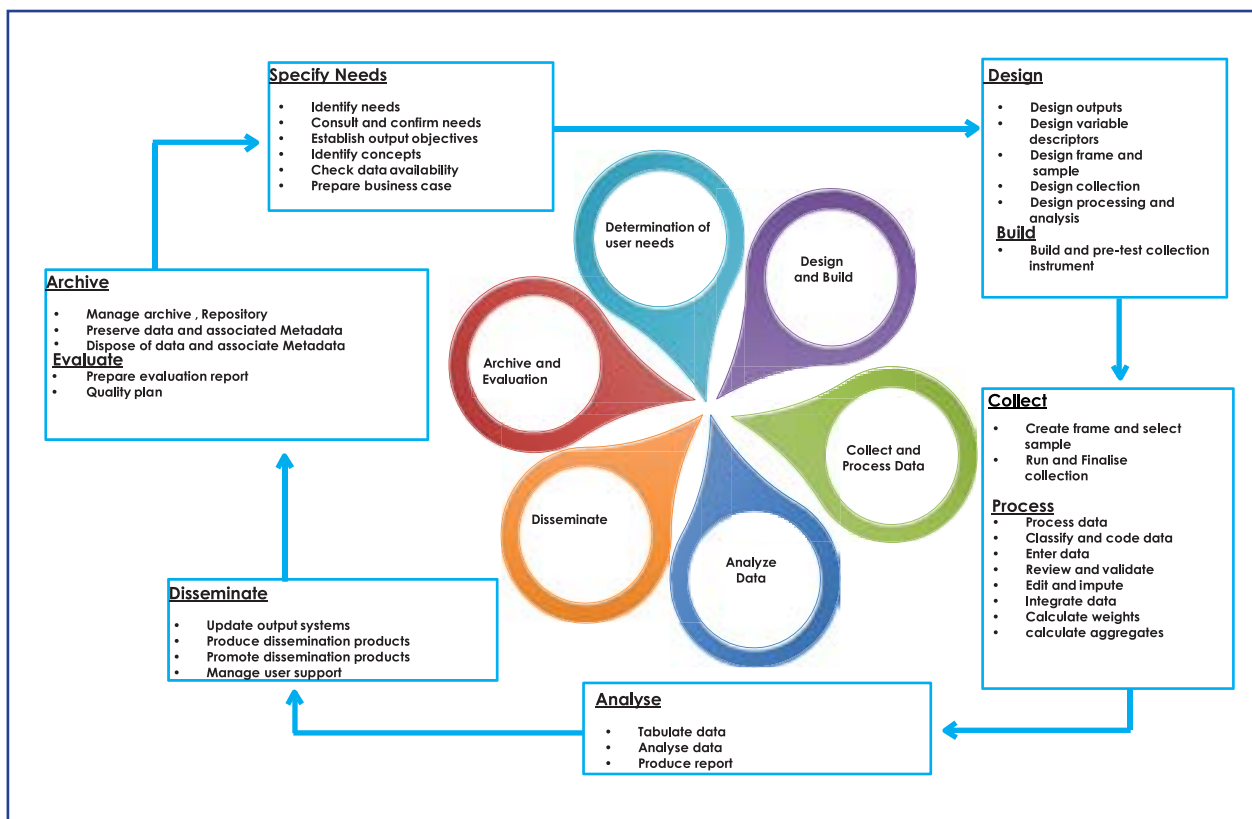 Specify Needs
• Identify needs
• Consult and confirm needs
• Establish output objectives
• Identify concepts
• Check data availability
• Prepare business case
Design
• Design outputs
• Design variable
descriptors
• Design frame and
sample
• Design collection
• Design processing and
analysis
Build
• Build and pre-test collection
instrument
Collect
• Create frame and select
sample
• Run and Finalise
collection
Process
• Process data
• Classify and code data
• Enter data
• Review and validate
• Edit and impute
• Integrate data
• Calculate weights
• calculate aggregates
Analyse
• Tabulate data
• Analyse data
• Produce report
Disseminate
• Update output systems
• Produce dissemination products
• Promote dissemination products
• Manage user support
Archive
• Manage archive , Repository
• Preserve data and associated Metadata
• Dispose of data and associate Metadata
Evaluate
• Prepare evaluation report
• Quality plan
Determination of
user needs
Design
and Build
Collect and
Process Data
Analyze
Data
Disseminate
Archive and
Evaluation